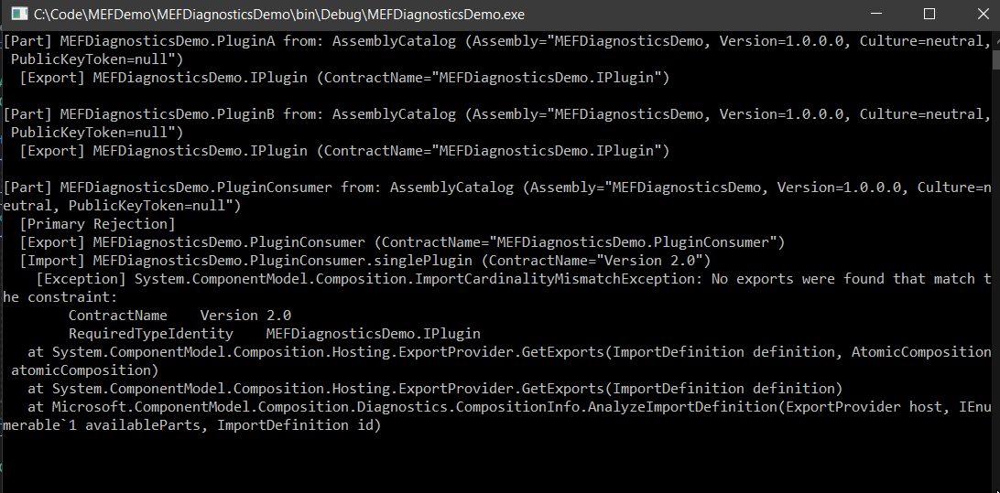 C:\Code\MEFDemo\MEFDiagnosticsDemo\bin\Debug\MEFDiagnosticsDemo.exe
[Part] MEFDiagnosticsDemo.PluginA from: AssemblyCatalog (Assembly="MEFDiagnosticsDemo, Version=1.0.0.0, Culture=neutral,
 PublicKeyToken=null")
  [Export] MEFDiagnosticsDemo.IPlugin (ContractName="MEFDiagnosticsDemo.IPlugin")
[Part] MEFDiagnosticsDemo.PluginB from: AssemblyCatalog (Assembly="MEFDiagnosticsDemo, Version=1.0.0.0, Culture=neutral,
 PublicKeyToken=null")
  [Export] MEFDiagnosticsDemo.IPlugin (ContractName="MEFDiagnosticsDemo.IPlugin")
[Part] MEFDiagnosticsDemo.PluginConsumer from: AssemblyCatalog (Assembly="MEFDiagnosticsDemo, Version=1.0.0.0, Culture=n
eutral, PublicKeyToken=null")
  [Primary Rejection]
  [Export] MEFDiagnosticsDemo.PluginConsumer (ContractName="MEFDiagnosticsDemo.PluginConsumer")
  [Import] MEFDiagnosticsDemo.PluginConsumer.singlePlugin (ContractName="Version 2.0")
    [Exception] System.ComponentModel.Composition.ImportCardinalityMismatchException: No exports were found that match t
he constraint:
        ContractName    Version 2.0
        RequiredTypeIdentity    MEFDiagnosticsDemo.IPlugin
   at System.ComponentModel.Composition.Hosting.ExportProvider.GetExports(ImportDefinition definition, AtomicComposition
 atomicComposition)
   at System.ComponentModel.Composition.Hosting.ExportProvider.GetExports(ImportDefinition definition)
   at Microsoft.ComponentModel.Composition.Diagnostics.CompositionInfo.AnalyzeImportDefinition(ExportProvider host, IEnu
merable`1 availableParts, ImportDefinition id)